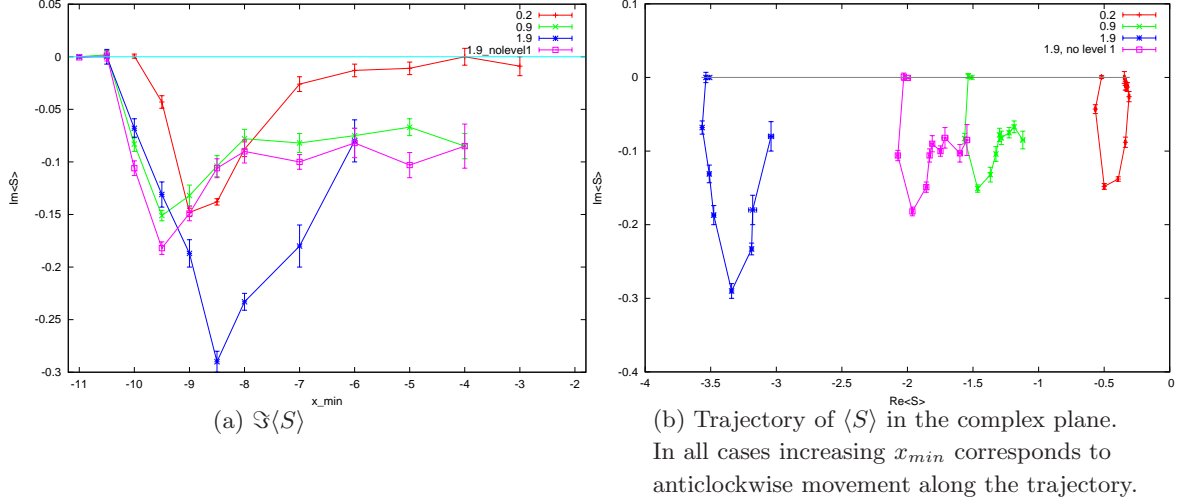 0.05
0
-0.05
-0.1
-0.15
-0.2
-0.25
-0.3
Im<S>
-11 -10 -9 -8 -7 -6 -5 -4 -3 -2
x_min
0.2
0.9
1.9
1.9_nolevel1
(a) ℑ⟨S⟩
0.1
0
-0.1
-0.2
-0.3
-0.4
Im<S>
-4 -3.5 -3 -2.5 -2 -1.5 -1 -0.5 0
Re<S>
0.2
0.9
1.9
1.9, no level 1
(b) Trajectory of ⟨S⟩ in the complex plane.
In all cases increasing x_min corresponds to
anticlockwise movement along the trajectory.